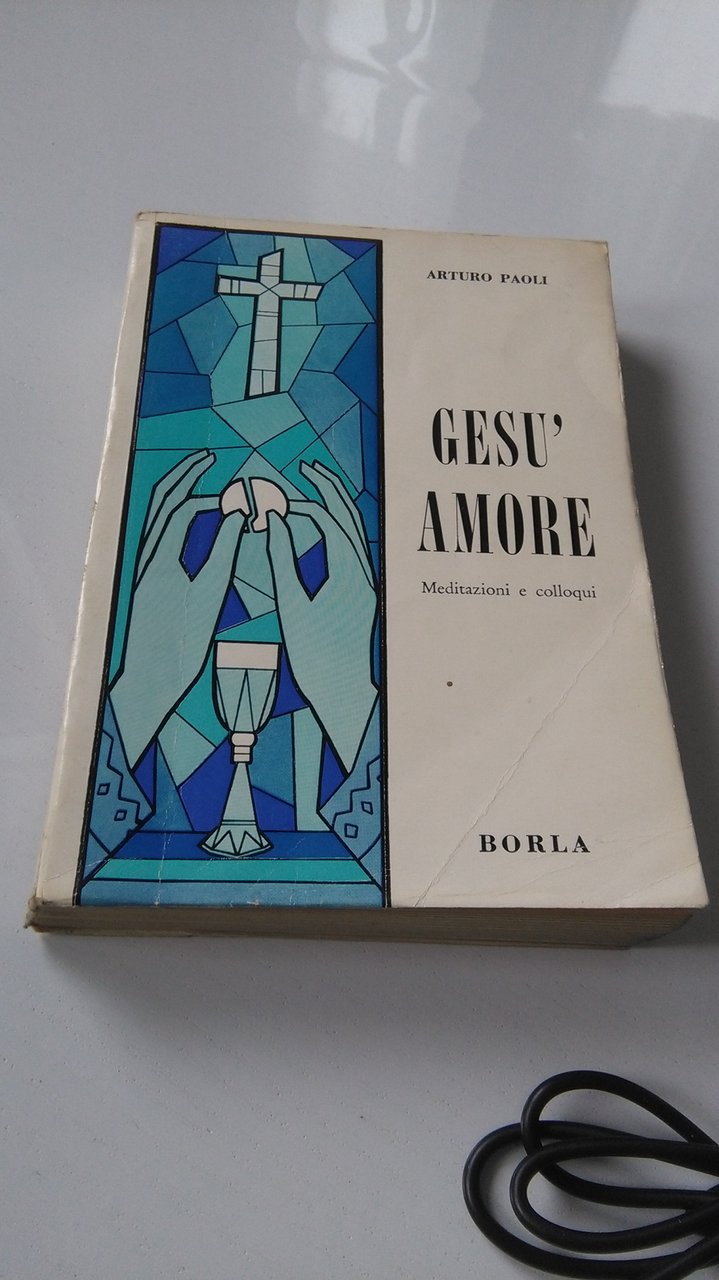 ARTURO PAOLI
GESU'
AMORE
Meditazioni e colloqui
BORLA